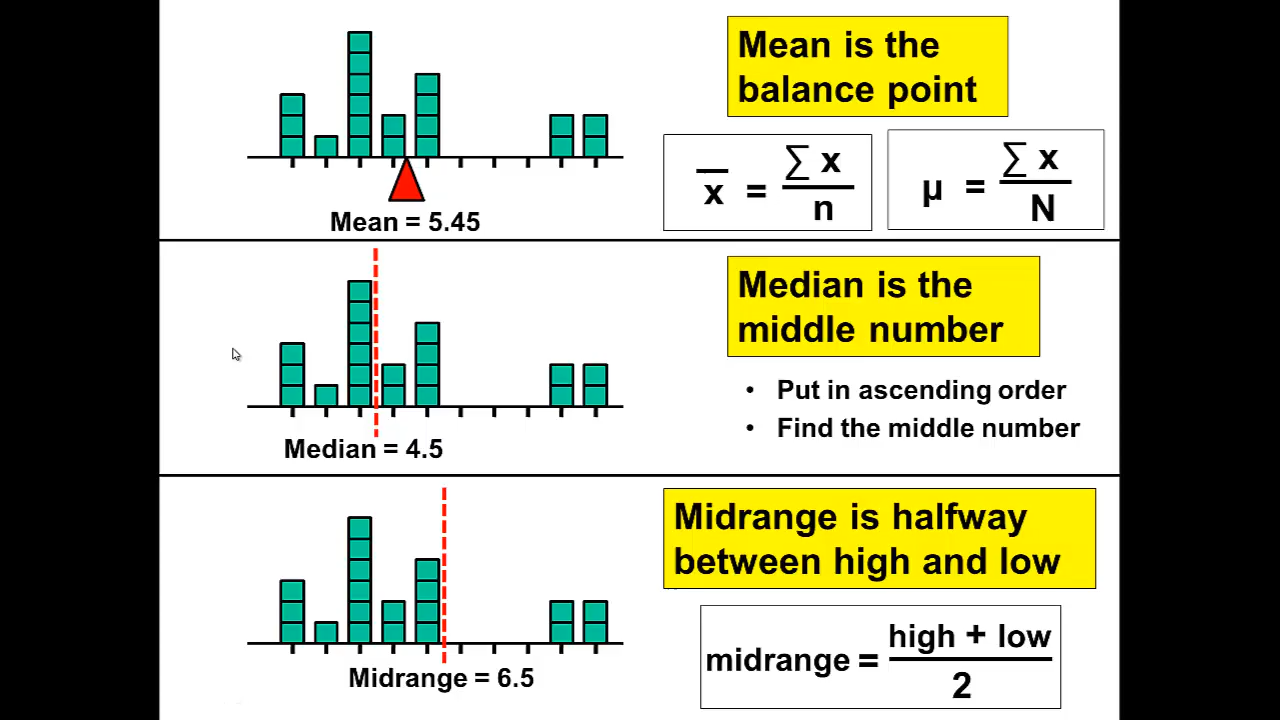 Mean is the
balance point
x̅ = ∑ x / n
µ = ∑ x / N
Mean = 5.45
Median is the
middle number
• Put in ascending order
• Find the middle number
Median = 4.5
Midrange is halfway
between high and low
midrange = high + low / 2
Midrange = 6.5